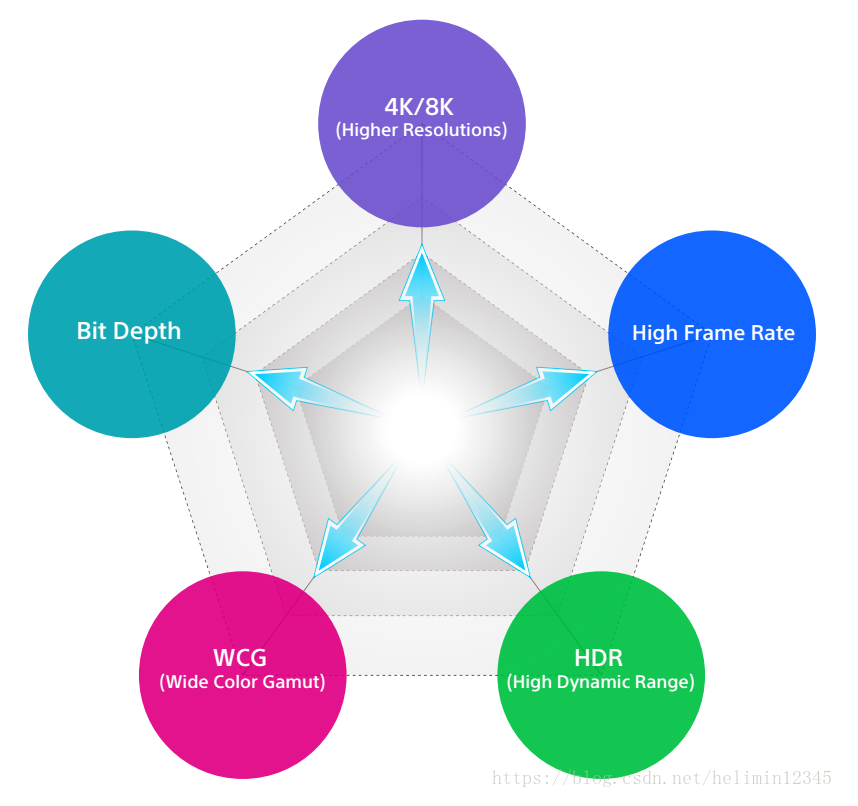 4K/8K
(Higher Resolutions)
Bit Depth
High Frame Rate
WCG
(Wide Color Gamut)
HDR
(High Dynamic Range)
https://blog.csdn.net/helimin12345